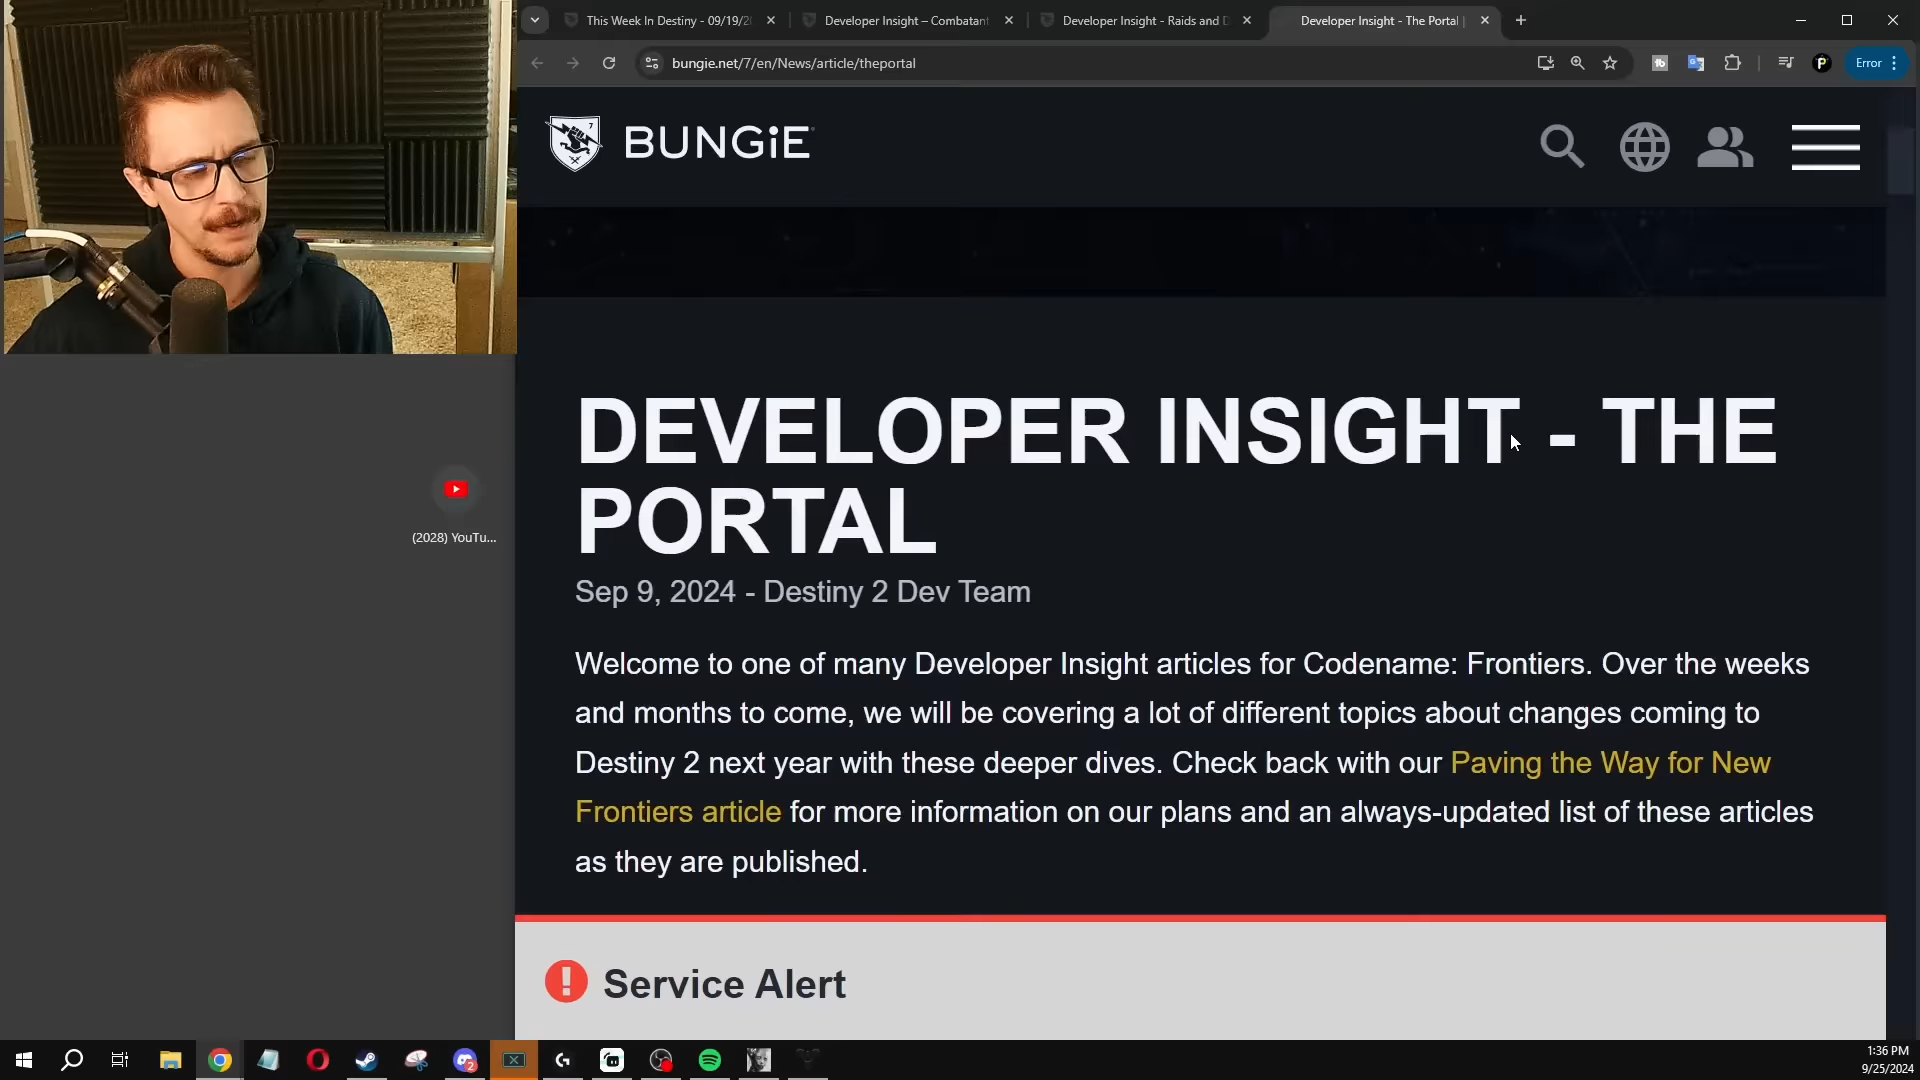 This Week In Destiny - 09/19/2
Developer Insight – Combatant
Developer Insight - Raids and D
Developer Insight - The Portal |
bungie.net/7/en/News/article/theportal
Error
7
BUNGiE
DEVELOPER INSIGHT - THE
PORTAL
Sep 9, 2024 - Destiny 2 Dev Team
Welcome to one of many Developer Insight articles for Codename: Frontiers. Over the weeks
and months to come, we will be covering a lot of different topics about changes coming to
Destiny 2 next year with these deeper dives. Check back with our Paving the Way for New
Frontiers article for more information on our plans and an always-updated list of these articles
as they are published.
Service Alert
(2028) YouTu...
2
1:36 PM
9/25/2024